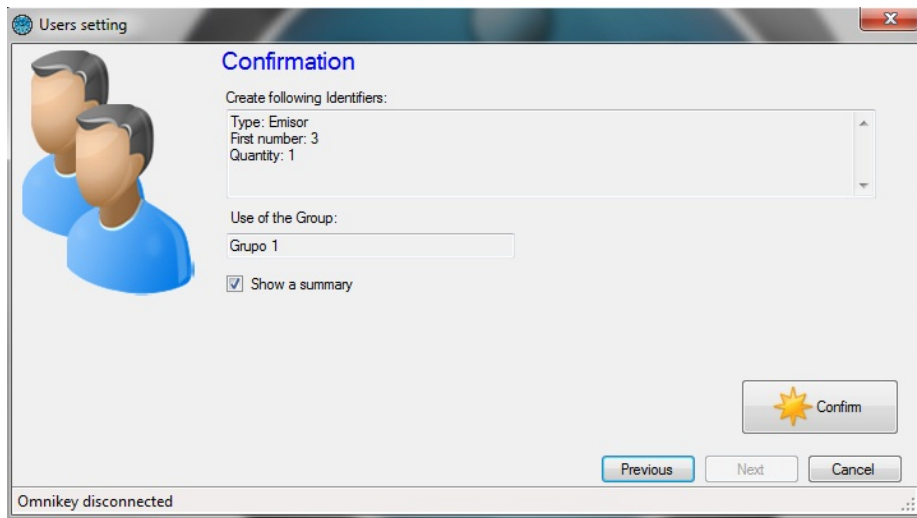 Users setting
Confirmation
Create following Identifiers:
Type: Emisor
First number: 3
Quantity: 1
Use of the Group:
Grupo 1
Show a summary
Confirm
Previous
Next
Cancel
Omnikey disconnected